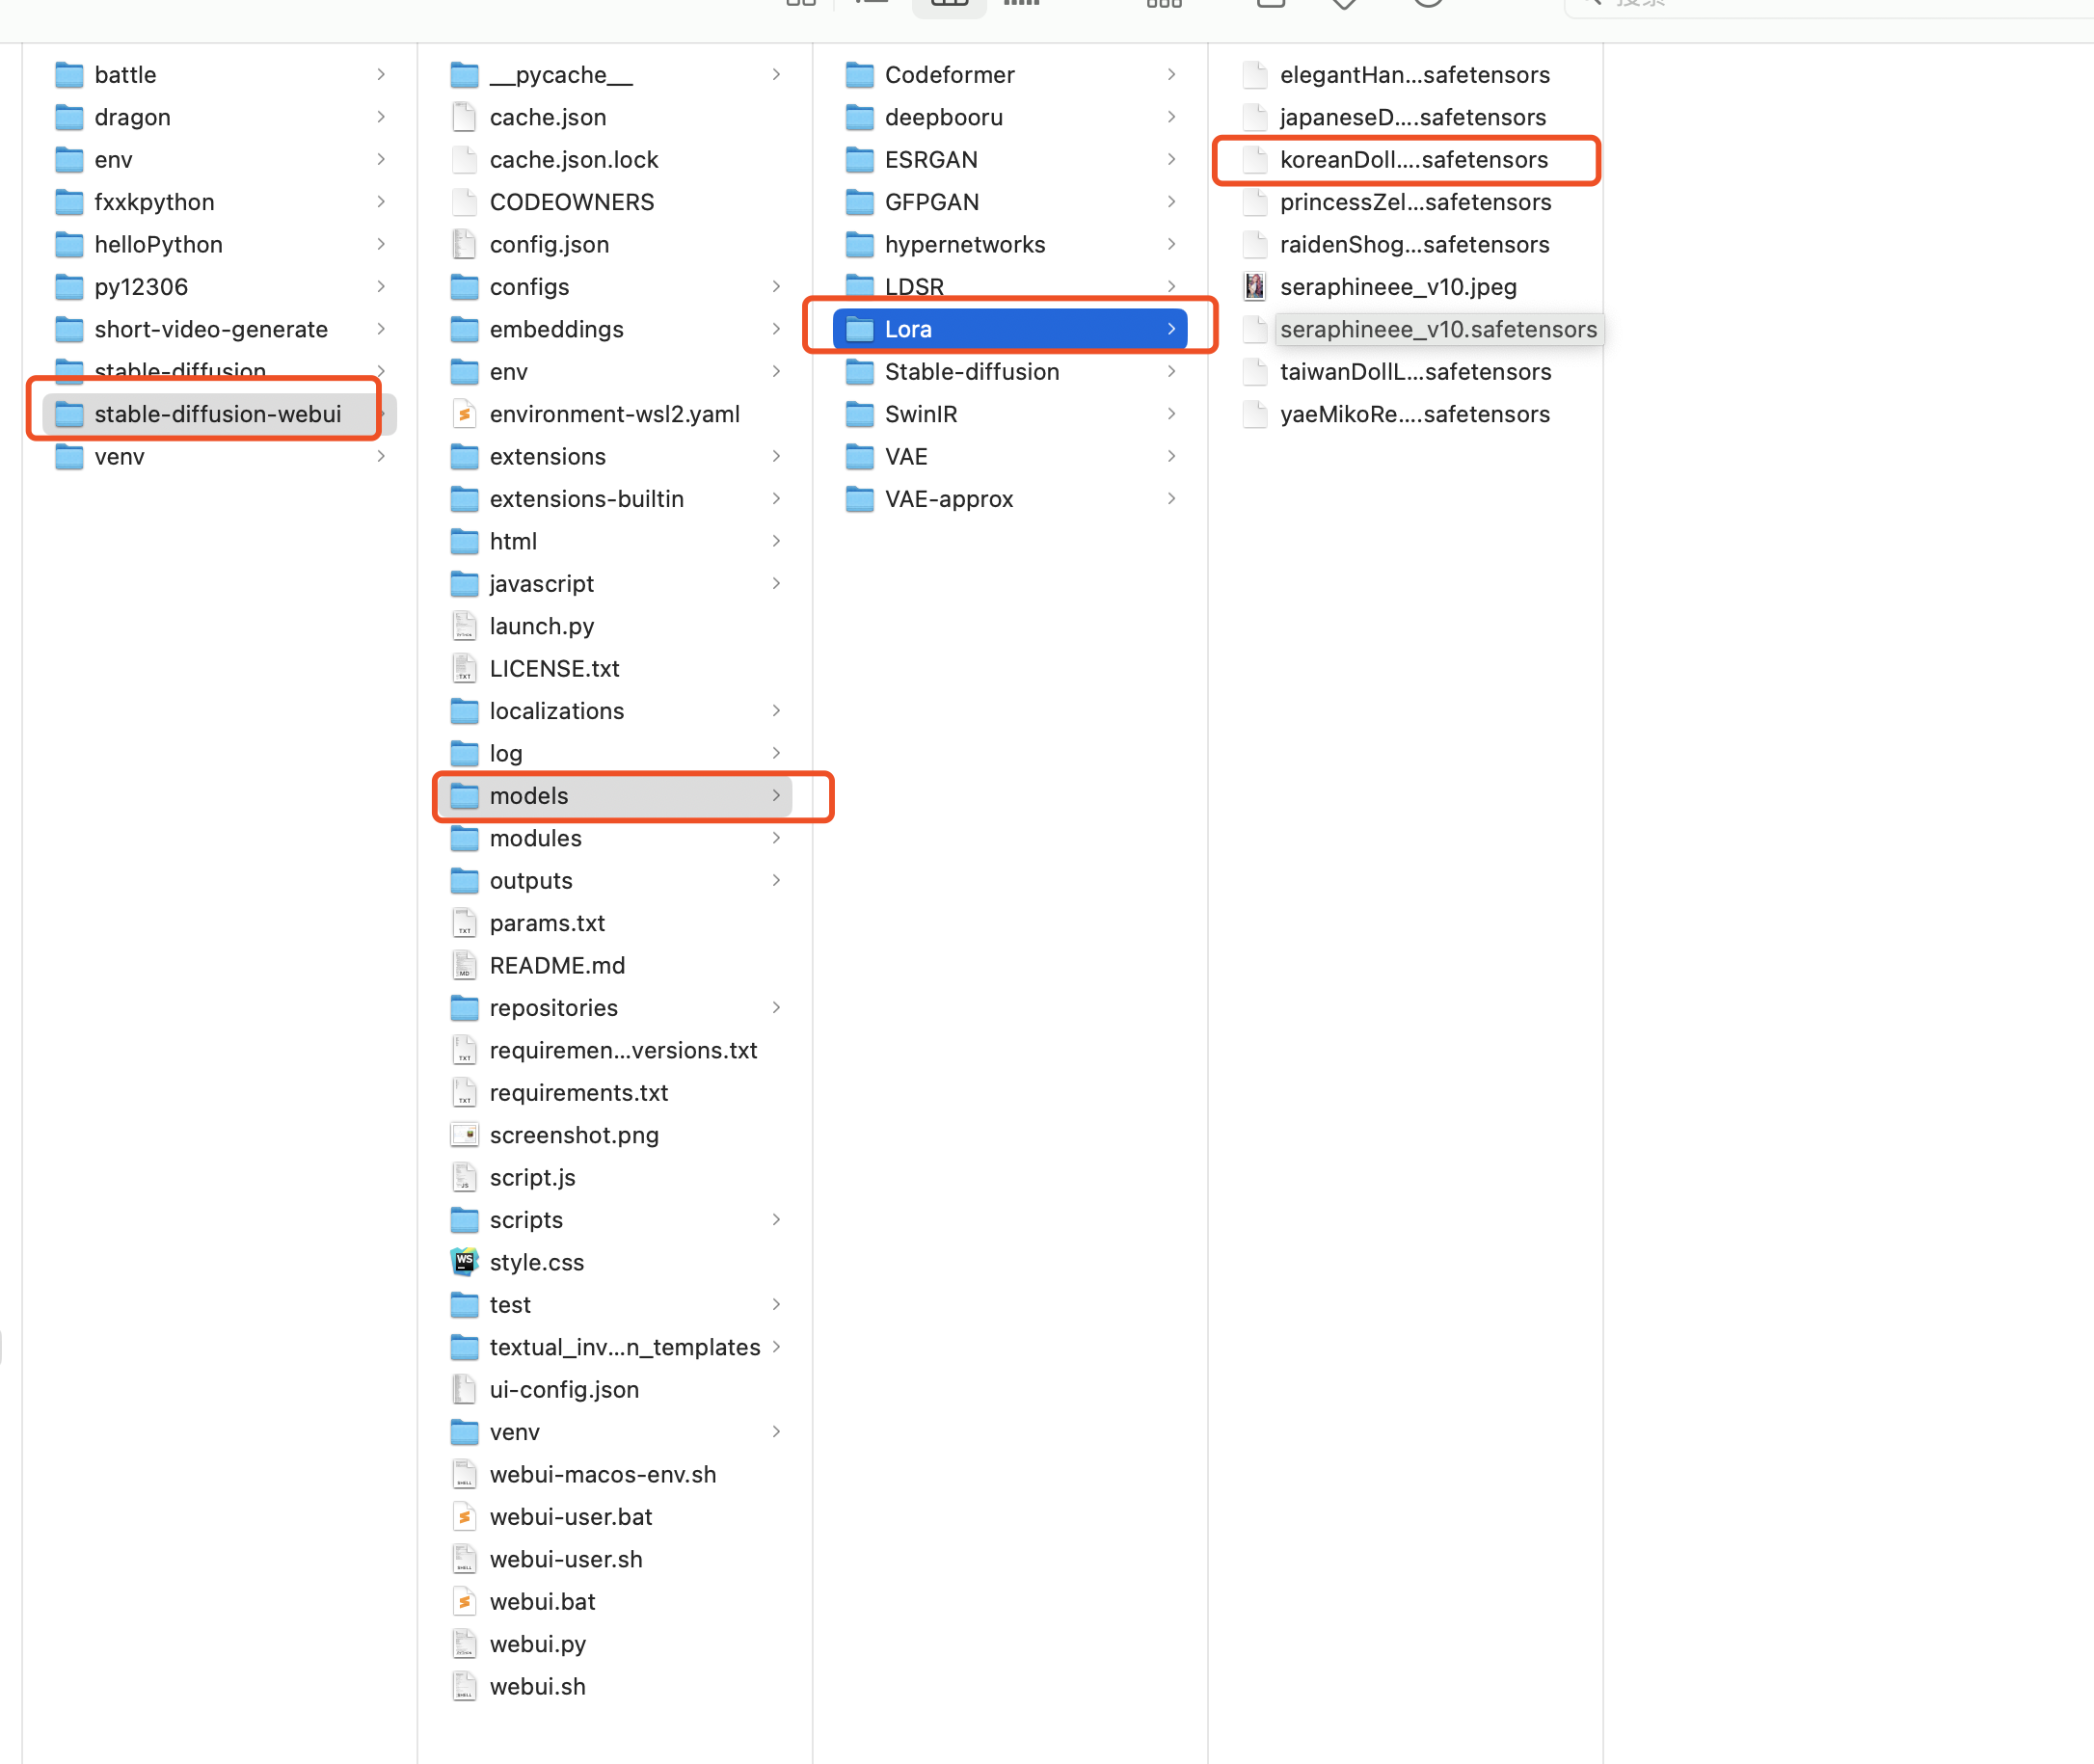 搜索
battle
dragon
env
fxxkpython
helloPython
py12306
short-video-generate
stable-diffusion
stable-diffusion-webui
venv
__pycache__
cache.json
cache.json.lock
CODEOWNERS
config.json
configs
embeddings
env
environment-wsl2.yaml
extensions
extensions-builtin
html
javascript
launch.py
LICENSE.txt
localizations
log
models
modules
outputs
params.txt
README.md
repositories
requiremen...versions.txt
requirements.txt
screenshot.png
script.js
scripts
style.css
test
textual_inv...n_templates
ui-config.json
venv
webui-macos-env.sh
webui-user.bat
webui-user.sh
webui.bat
webui.py
webui.sh
Codeformer
deepbooru
ESRGAN
GFPGAN
hypernetworks
LDSR
Lora
Stable-diffusion
SwinIR
VAE
VAE-approx
elegantHan...safetensors
japaneseD....safetensors
koreanDoll....safetensors
princessZel...safetensors
raidenShog...safetensors
seraphineee_v10.jpeg
seraphineee_v10.safetensors
taiwanDollL...safetensors
yaeMikoRe....safetensors